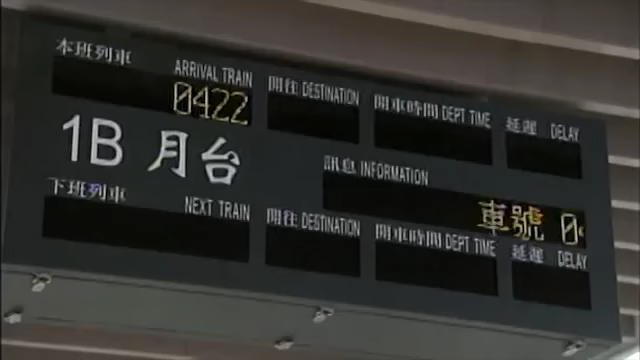 本班列車 ARRIVAL TRAIN 開往 DESTINATION 開車時間 DEPT TIME 延遲 DELAY
0422
1B 月台
訊息 INFORMATION
車號 0
下班列車 NEXT TRAIN 開往 DESTINATION 開車時間 DEPT TIME 延遲 DELAY